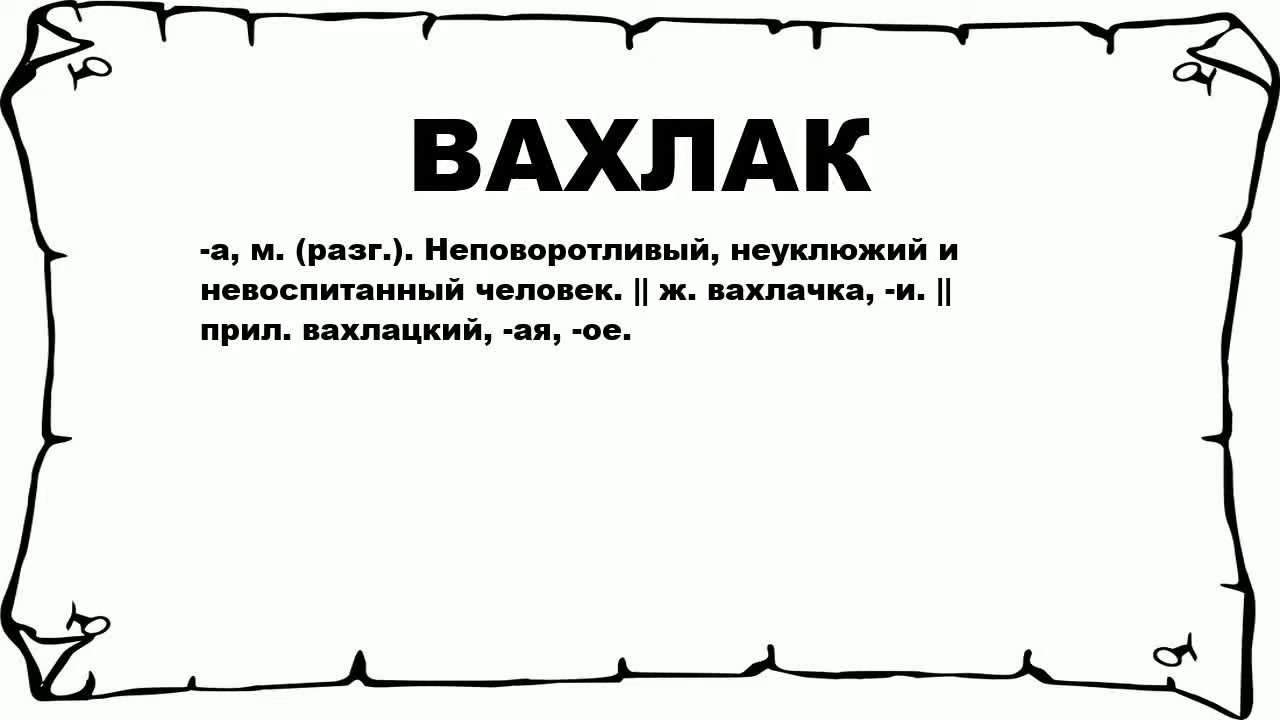 ВАХЛАК
-а, м. (разг.). Неповоротливый, неуклюжий и
невоспитанный человек. || ж. вахлачка, -и. ||
прил. вахлацкий, -ая, -ое.